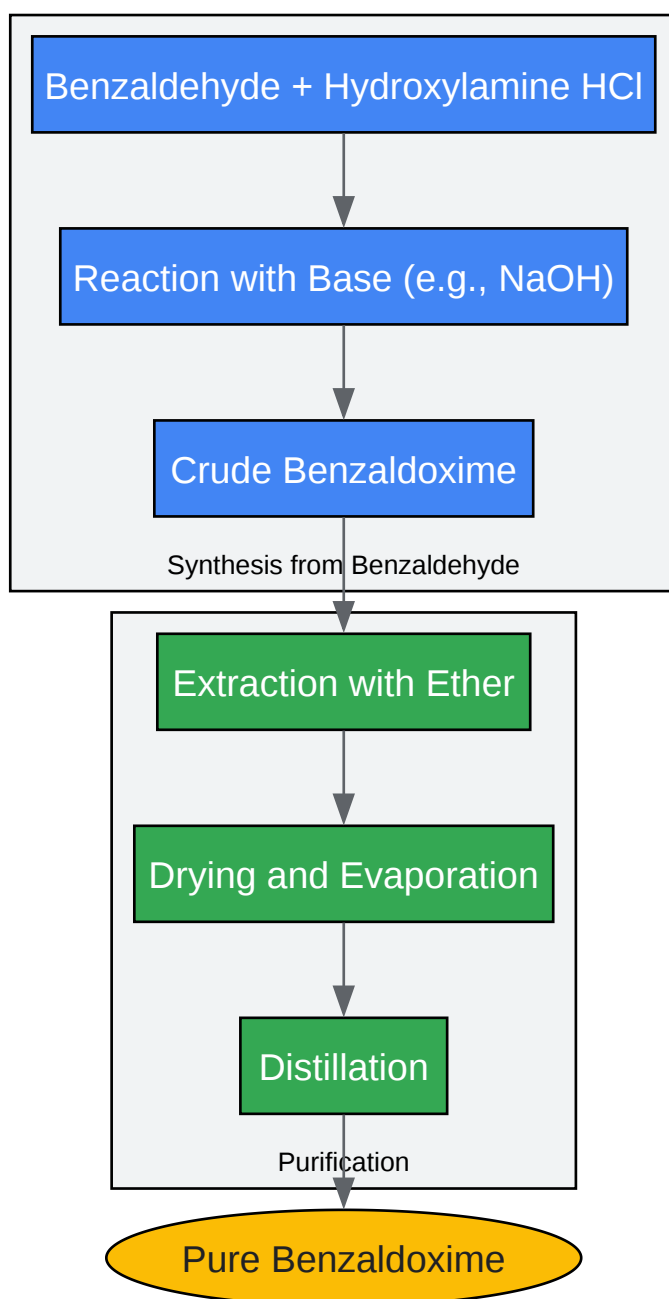 Benzaldehyde + Hydroxylamine HCl
Reaction with Base (e.g., NaOH)
Crude Benzaldoxime
Synthesis from Benzaldehyde
Extraction with Ether
Drying and Evaporation
Distillation
Purification
Pure Benzaldoxime